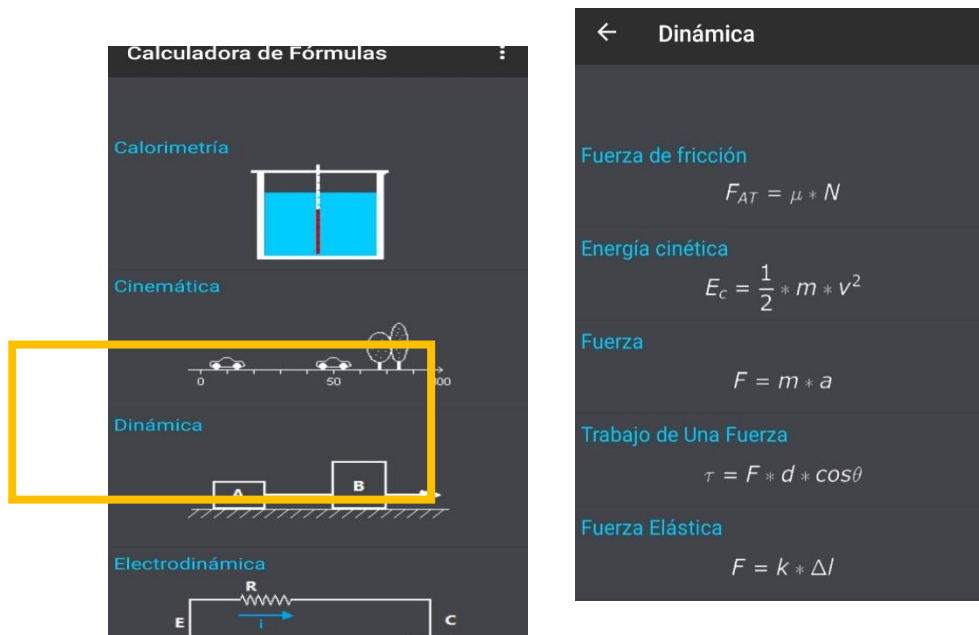 Calculadora de Fórmulas
Calorimetría
Cinemática
0 50
Dinámica
A B
Electrodinámica
R
E i C
Dinámica
Fuerza de fricción
F_AT = μ * N
Energía cinética
E_c = 1/2 * m * v²
Fuerza
F = m * a
Trabajo de Una Fuerza
τ = F * d * cosθ
Fuerza Elástica
F = k * Δl